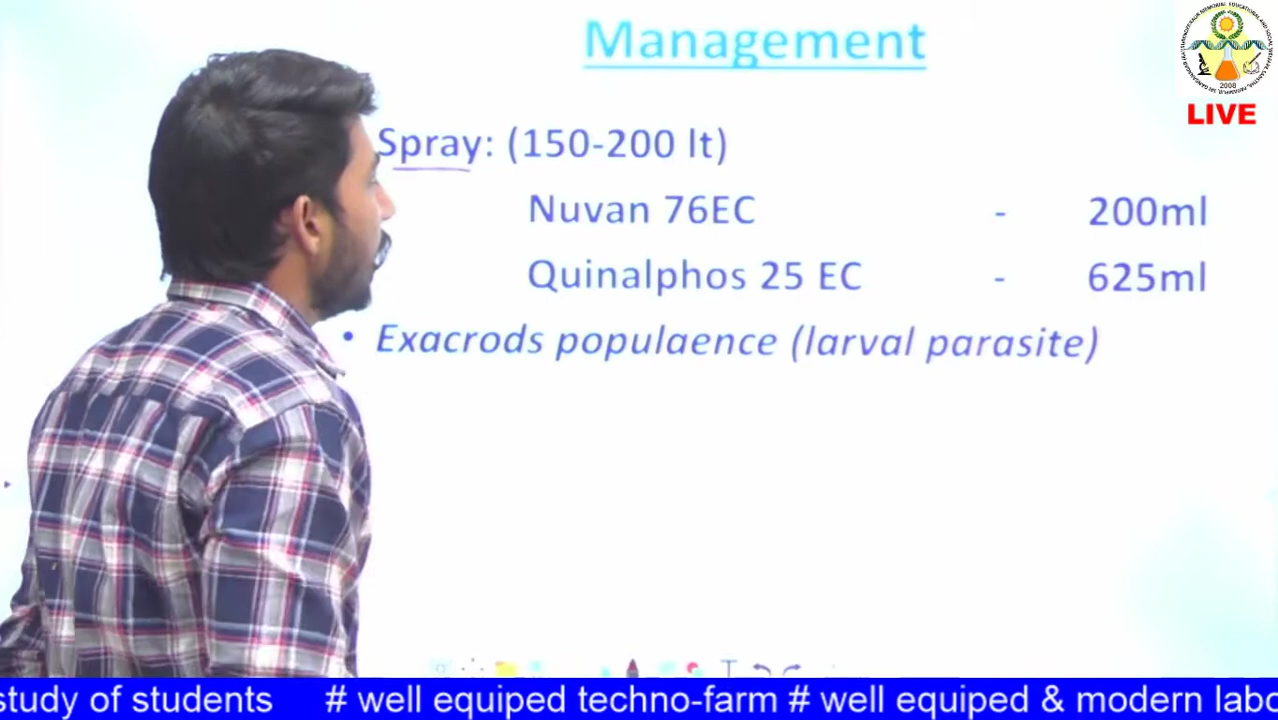 Management
LIVE
2008
Spray: (150-200 lt)
Nuvan 76EC - 200ml
Quinalphos 25 EC - 625ml
• Exacrods populaence (larval parasite)
study of students # well equiped techno-farm # well equiped & modern labo